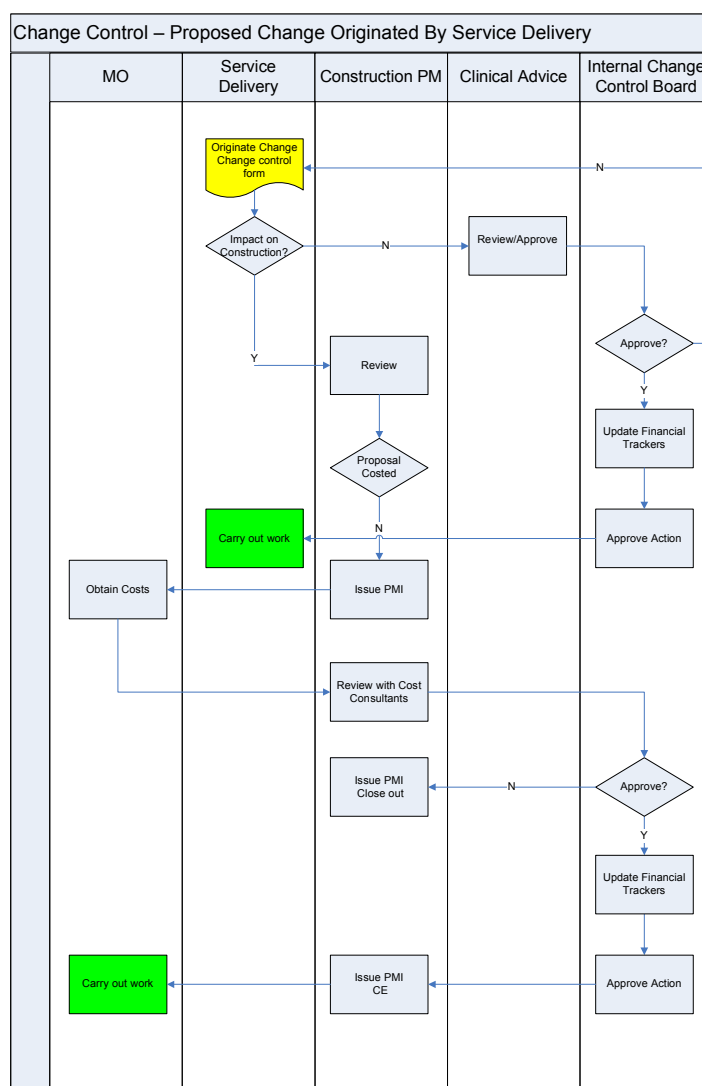 Change Control – Proposed Change Originated By Service Delivery
MO
Service
Delivery
Construction PM
Clinical Advice
Internal Change
Control Board
Originate Change
Change control
form
N
Impact on
Construction?
N
Review/Approve
Y
Review
Approve?
Y
Proposal
Costed
Update Financial
Trackers
N
Carry out work
Approve Action
Obtain Costs
Issue PMI
Review with Cost
Consultants
Issue PMI
Close out
N
Approve?
Y
Update Financial
Trackers
Carry out work
Issue PMI
CE
Approve Action